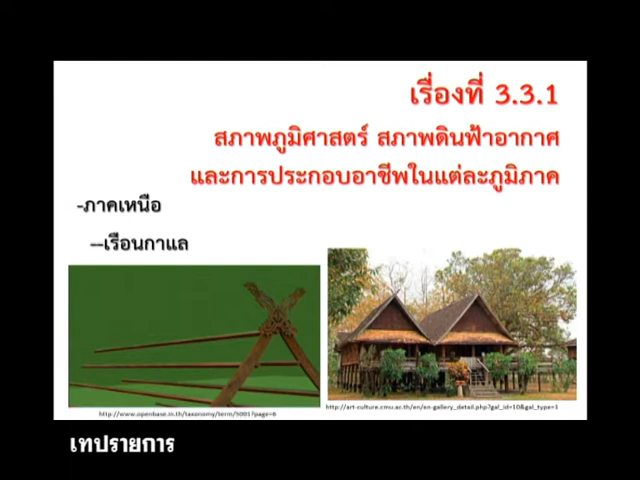 เรื่องที่ 3.3.1
สภาพภูมิศาสตร์ สภาพดินฟ้าอากาศ
และการประกอบอาชีพในแต่ละภูมิภาค
-ภาคเหนือ
--เรือนกาแล
http://www.openbase.in.th/taxonomy/term/5001?page=6
http://art-culture.cmu.ac.th/en/en-gallery_detail.php?gal_id=10&gal_type=1
เทปรายการ